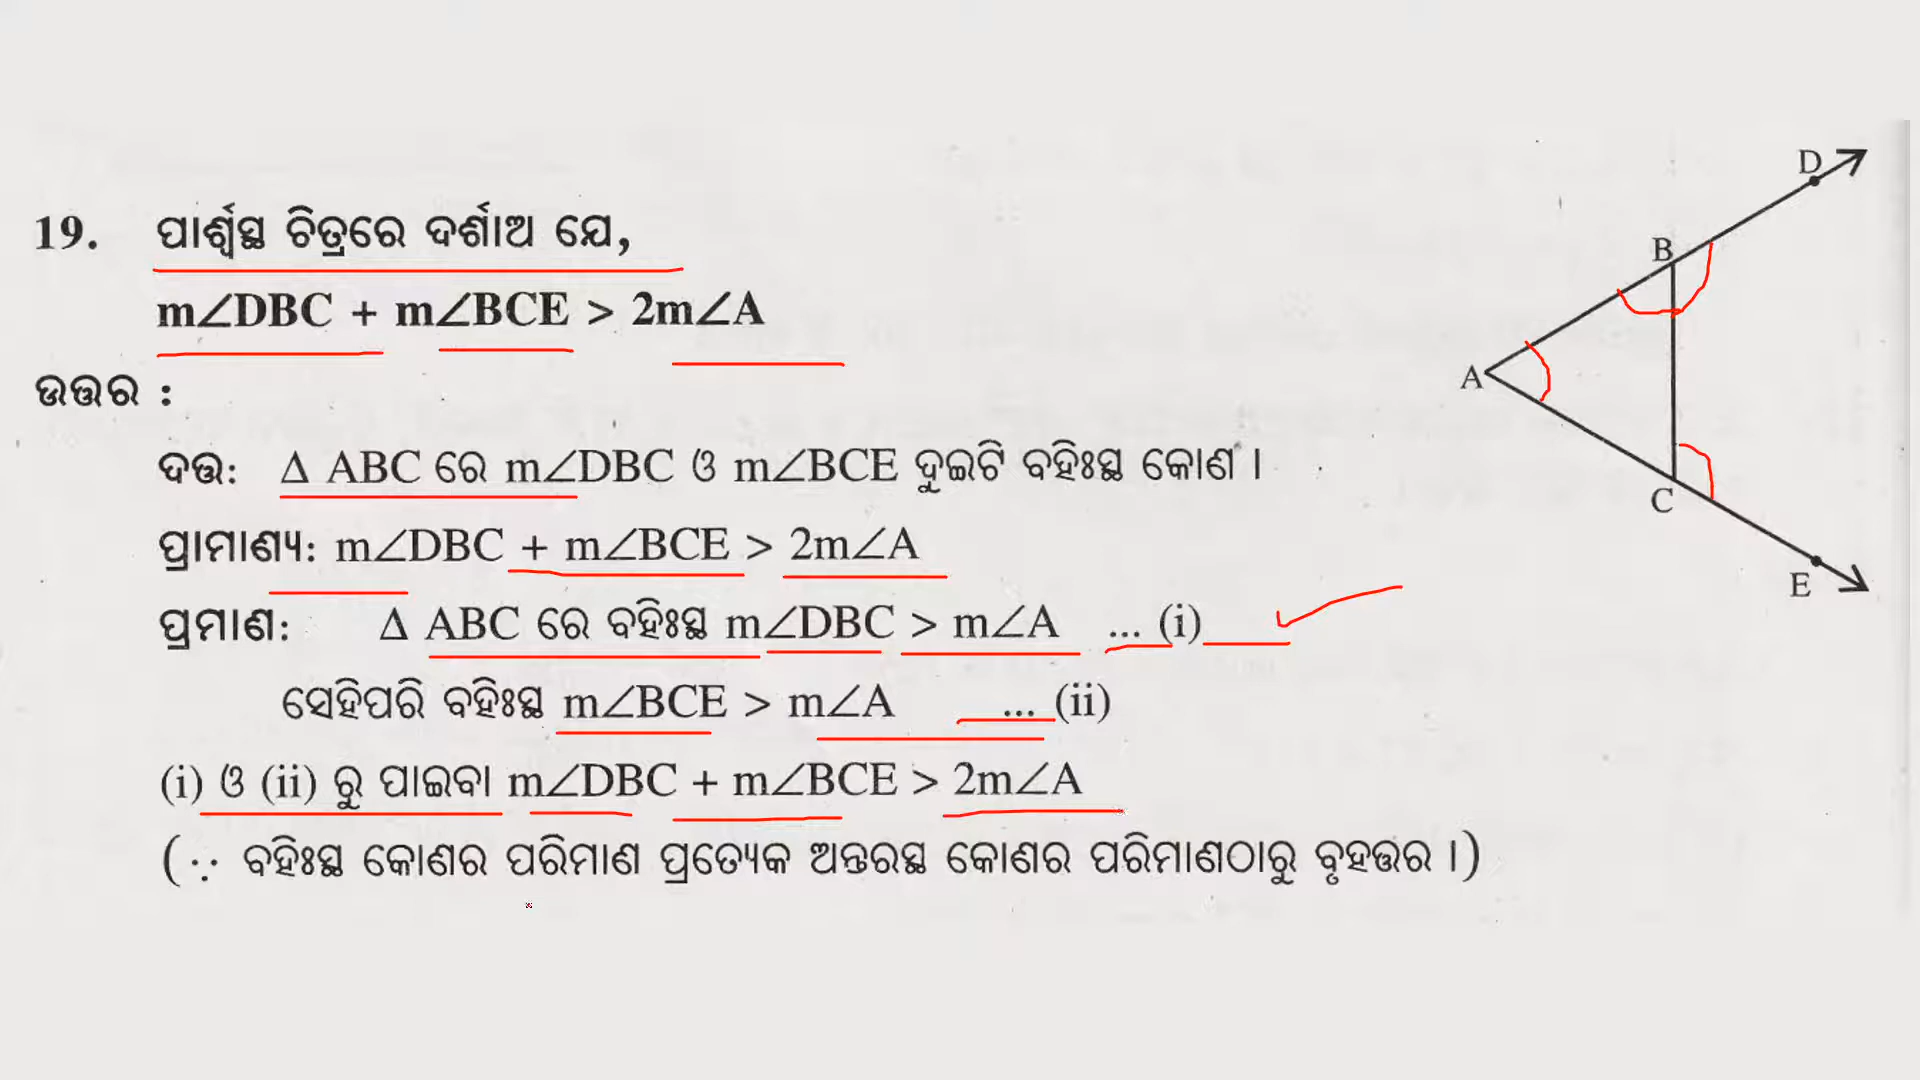 19. ପାର୍ଶ୍ୱସ୍ଥ ଚିତ୍ରରେ ଦର୍ଶାଅ ଯେ,
m∠DBC + m∠BCE > 2m∠A
ଉତ୍ତର :
ଦତ୍ତ: Δ ABC ରେ m∠DBC ଓ m∠BCE ଦୁଇଟି ବହିଃସ୍ଥ କୋଣ ।
ପ୍ରାମାଣ୍ୟ: m∠DBC + m∠BCE > 2m∠A
ପ୍ରମାଣ: Δ ABC ରେ ବହିଃସ୍ଥ m∠DBC > m∠A ... (i)
ସେହିପରି ବହିଃସ୍ଥ m∠BCE > m∠A ... (ii)
(i) ଓ (ii) ରୁ ପାଇବା m∠DBC + m∠BCE > 2m∠A
(∵ ବହିଃସ୍ଥ କୋଣର ପରିମାଣ ପ୍ରତ୍ୟେକ ଅନ୍ତରସ୍ଥ କୋଣର ପରିମାଣଠାରୁ ବୃହତ୍ତର ।)
D
B
A
C
E